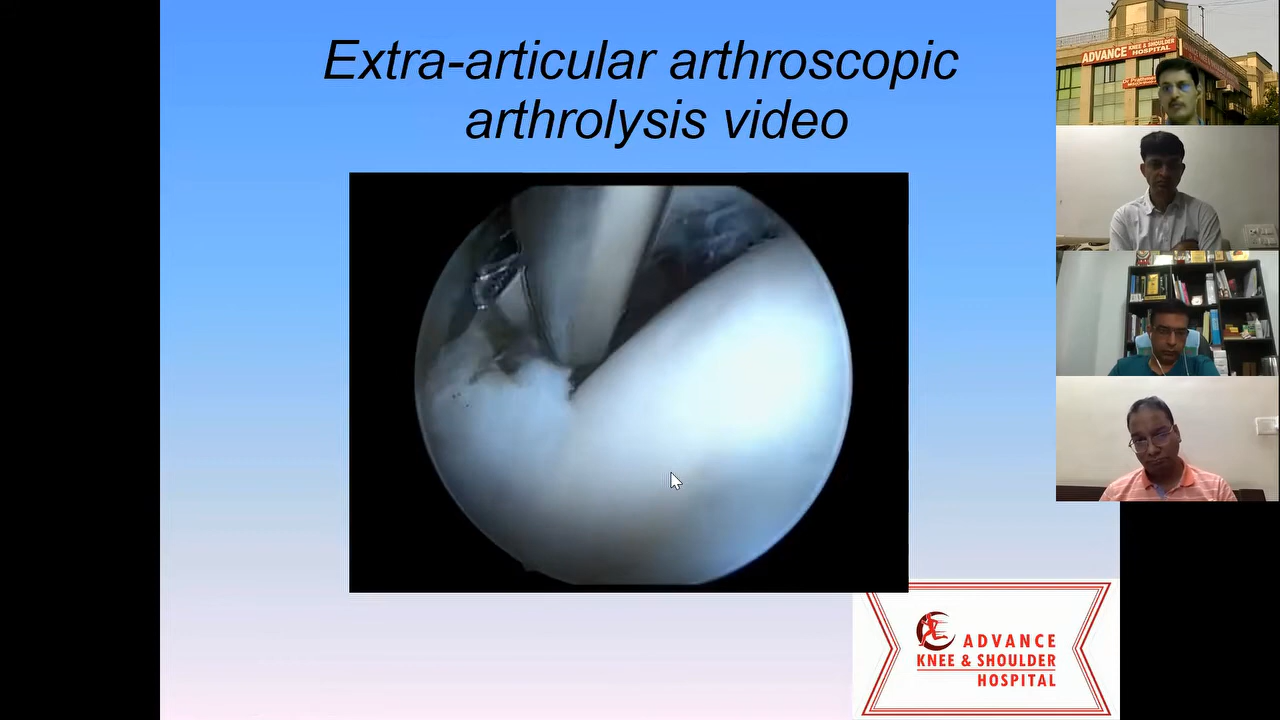 Extra-articular arthroscopic
arthrolysis video
ADVANCE KNEE & SHOULDER
HOSPITAL
ADVANCE
KNEE & SHOULDER
HOSPITAL